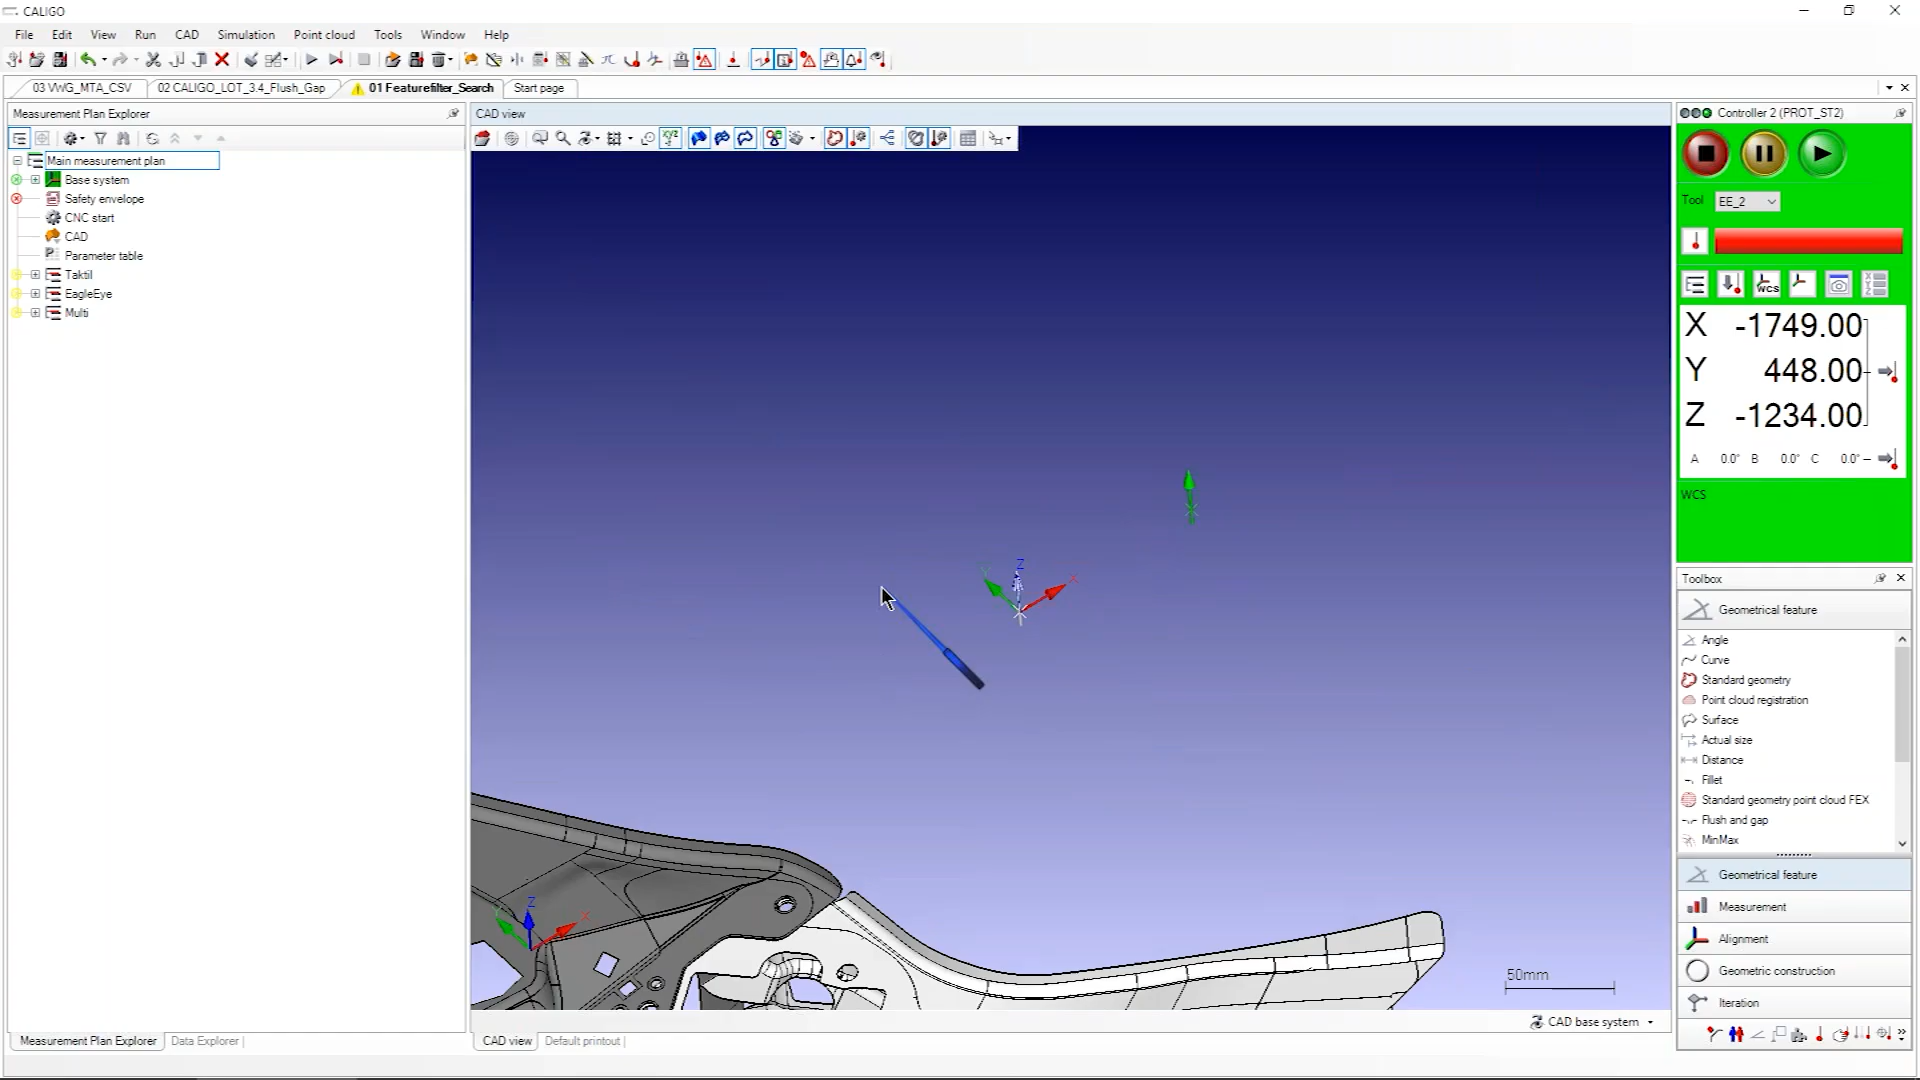 CALIGO
File Edit View Run CAD Simulation Point cloud Tools Window Help
03 VWG_MTA_CSV 02 CALIGO_LOT_3.4_Flush_Gap 01 Featurefilter_Search Start page
Measurement Plan Explorer
CAD view
Controller 2 (PROT_ST2)
Main measurement plan
Base system
Safety envelope
CNC start
CAD
Parameter table
Taktil
EagleEye
Multi
Tool EE_2
WCS
X -1749.00
Y 448.00
Z -1234.00
A 0.0° B 0.0° C 0.0°
WCS
Z
X
Z
X
50mm
CAD base system
Toolbox
Geometrical feature
Angle
Curve
Standard geometry
Point cloud registration
Surface
Actual size
Distance
Fillet
Standard geometry point cloud FEX
Flush and gap
MinMax
Geometrical feature
Measurement
Alignment
Geometric construction
Iteration
Measurement Plan Explorer Data Explorer
CAD view Default printout